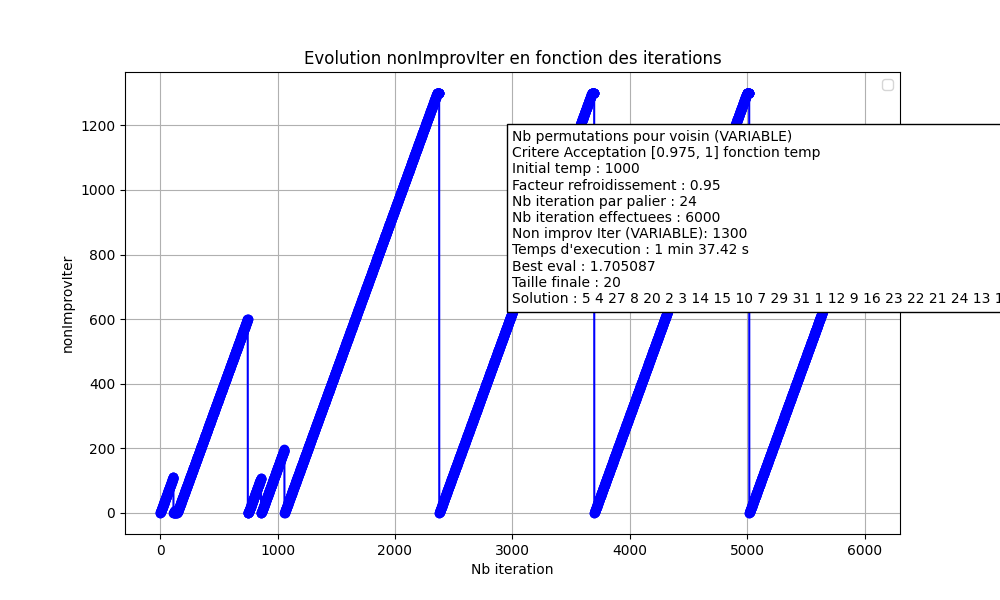 Evolution nonImprovIter en fonction des iterations
nonImprovIter
1200
1000
800
600
400
200
0
Nb permutations pour voisin (VARIABLE)
Critere Acceptation [0.975, 1] fonction temp
Initial temp : 1000
Facteur refroidissement : 0.95
Nb iteration par palier : 24
Nb iteration effectuees : 6000
Non improv Iter (VARIABLE): 1300
Temps d'execution : 1 min 37.42 s
Best eval : 1.705087
Taille finale : 20
Solution : 5 4 27 8 20 2 3 14 15 10 7 29 31 1 12 9 16 23 22 21 24 13 1
0 1000 2000 3000 4000 5000 6000
Nb iteration